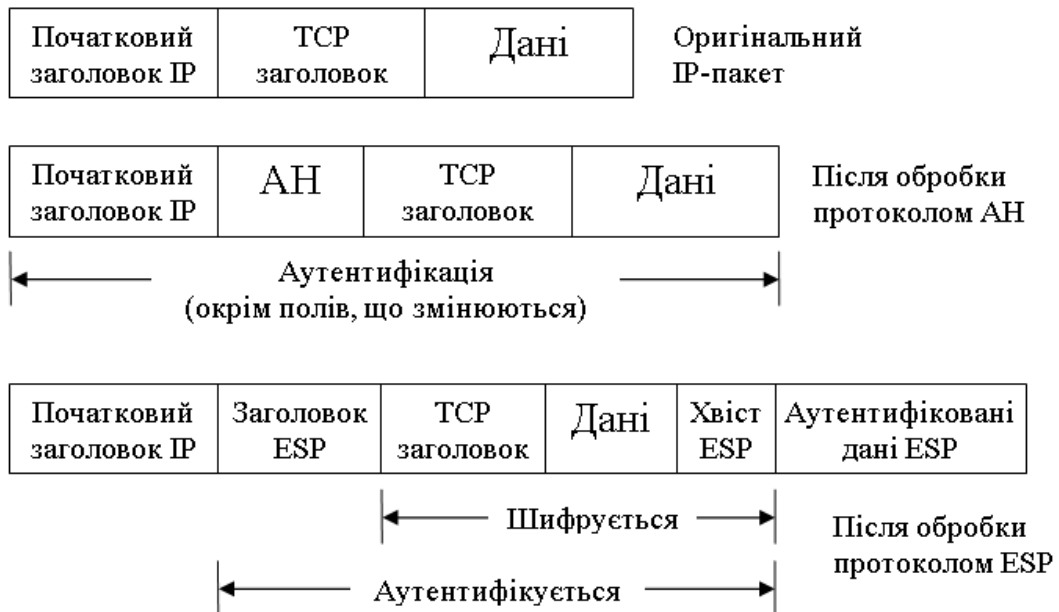 Початковий
заголовок IP
TCP
заголовок
Дані
Оригінальний
IP-пакет
Початковий
заголовок IP
AH
TCP
заголовок
Дані
Після обробки
протоколом AH
Аутентифікація
(окрім полів, що змінюються)
Початковий
заголовок IP
Заголовок
ESP
TCP
заголовок
Дані
Хвіст
ESP
Аутентифіковані
дані ESP
Шифрується
Після обробки
протоколом ESP
Аутентифікується